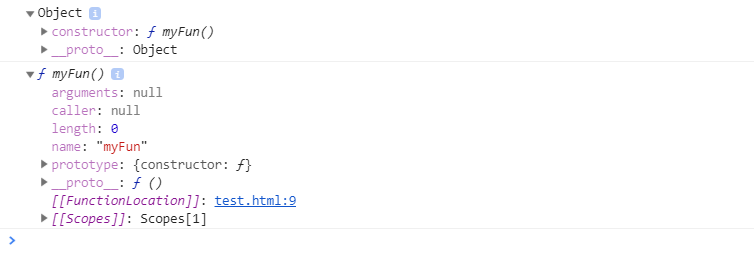 ▼Object i
▶constructor: ƒ myFun()
▶__proto__: Object
▼ƒ myFun() i
arguments: null
caller: null
length: 0
name: "myFun"
▶prototype: {constructor: ƒ}
▶__proto__: ƒ ()
[[FunctionLocation]]: test.html:9
▶[[Scopes]]: Scopes[1]
>